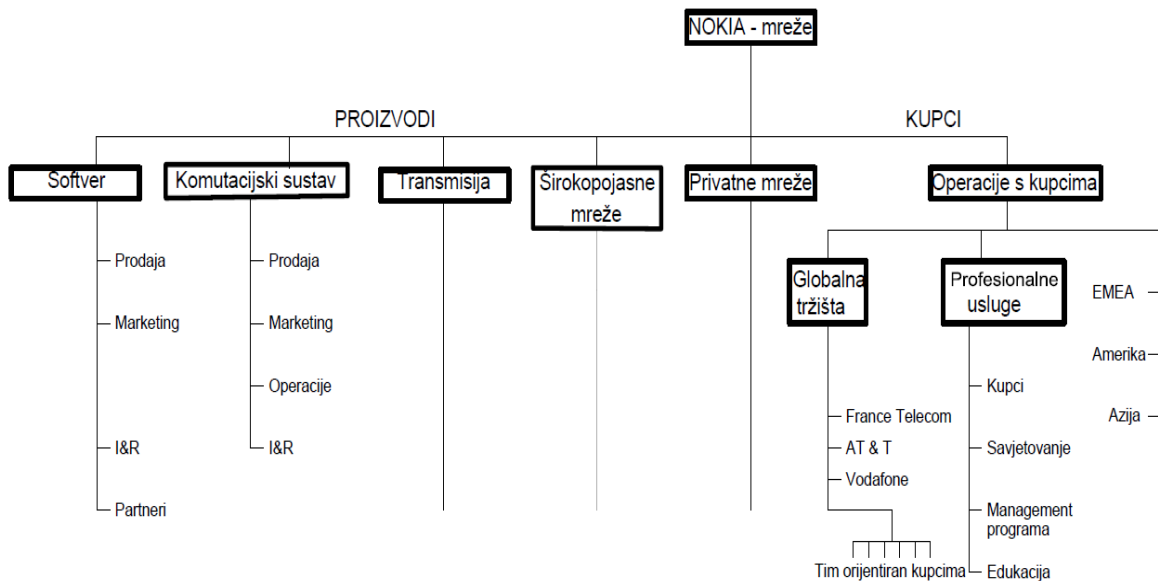 NOKIA - mreže
PROIZVODI
KUPCI
Softver
Komutacijski sustav
Transmisija
Širokopojasne
mreže
Privatne mreže
Operacije s kupcima
Prodaja
Marketing
I&R
Partneri
Prodaja
Marketing
Operacije
I&R
Globalna
tržišta
France Telecom
AT & T
Vodafone
Tim orijentiran kupcima
Profesionalne
usluge
Kupci
Savjetovanje
Management
programa
Edukacija
EMEA
Amerika
Azija